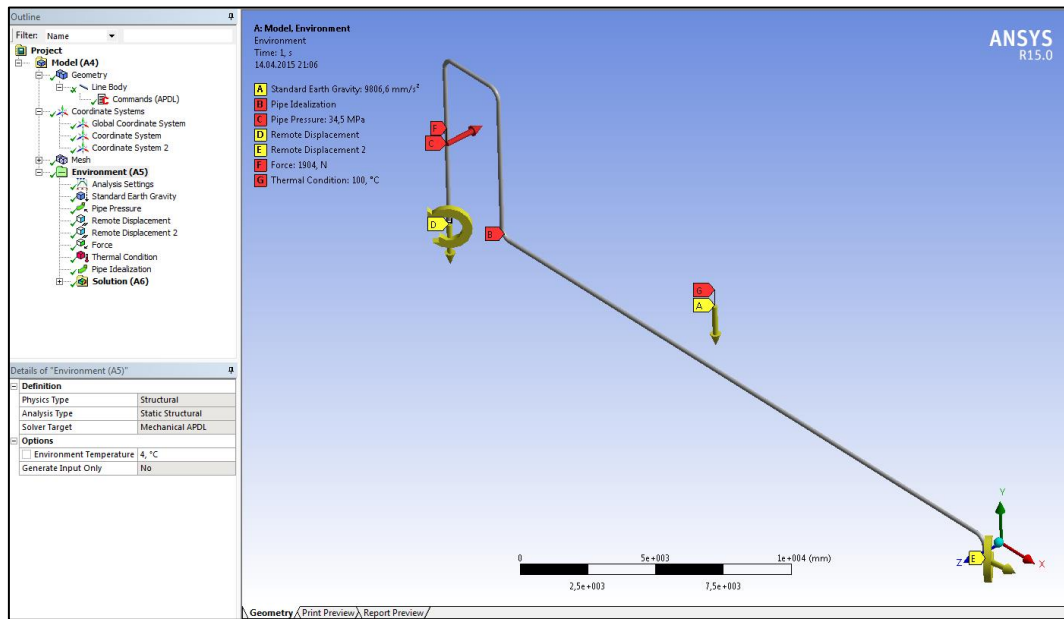 Outline
Filter: Name
Project
Model (A4)
Geometry
Line Body
Commands (APDL)
Coordinate Systems
Global Coordinate System
Coordinate System
Coordinate System 2
Mesh
Environment (A5)
Analysis Settings
Standard Earth Gravity
Pipe Pressure
Remote Displacement
Remote Displacement 2
Force
Thermal Condition
Pipe Idealization
Solution (A6)
Details of "Environment (A5)"
Definition
Physics Type Structural
Analysis Type Static Structural
Solver Target Mechanical APDL
Options
Environment Temperature 4, °C
Generate Input Only No
A: Model, Environment
Environment
Time: 1, s
14.04.2015 21:06
A Standard Earth Gravity: 9806,6 mm/s²
B Pipe Idealization
C Pipe Pressure: 34,5 MPa
D Remote Displacement
E Remote Displacement 2
F Force: 1904, N
G Thermal Condition: 100, °C
ANSYS
R15.0
F
C
D
B
G
A
Y
Z
E
X
0 5e+003 1e+004 (mm)
2,5e+003 7,5e+003
Geometry Print Preview Report Preview